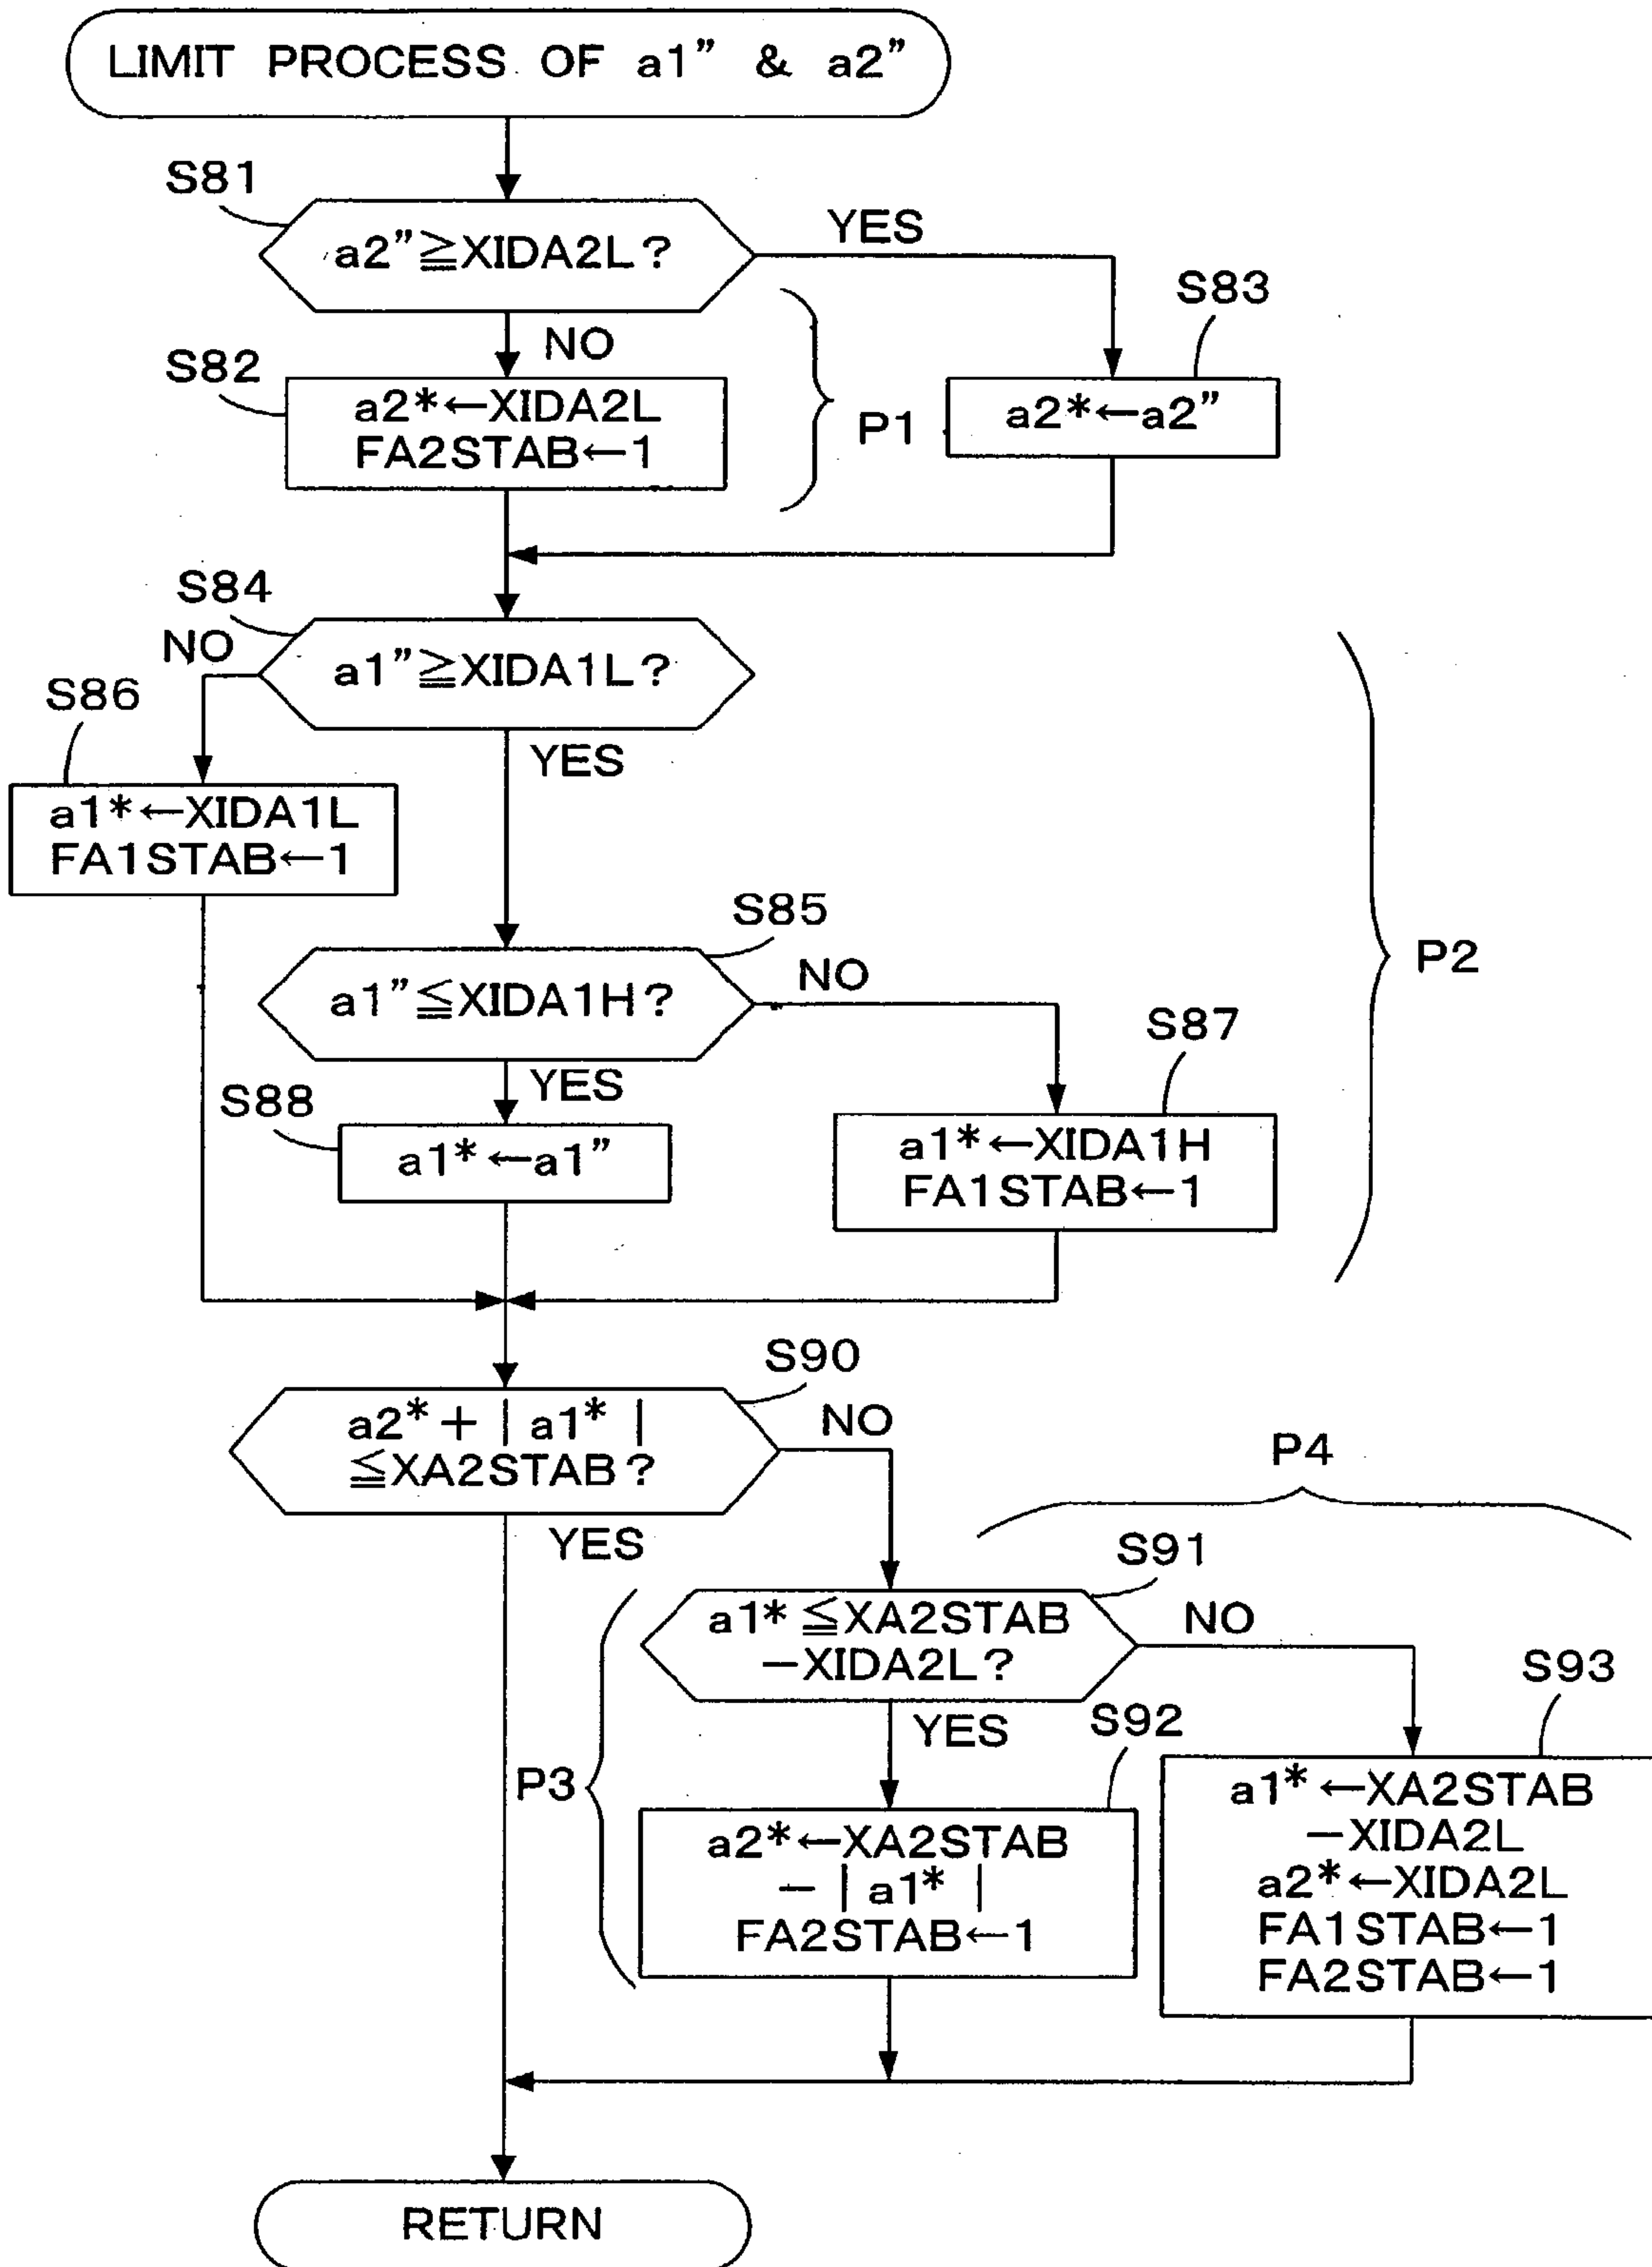 LIMIT PROCESS OF a1” & a2”
S81
a2”≧XIDA2L?
YES
S83
NO
S82
a2*←XIDA2L
FA2STAB←1
P1
a2*←a2”
S84
NO
a1”≧XIDA1L?
S86
YES
a1*←XIDA1L
FA1STAB←1
S85
NO
P2
a1”≦XIDA1H?
S87
YES
S88
a1*←a1”
a1*←XIDA1H
FA1STAB←1
S90
a2*+|a1*|
≦XA2STAB?
NO
P4
YES
S91
a1*≦XA2STAB
−XIDA2L?
NO
S93
YES
S92
P3
a2*←XA2STAB
−|a1*|
FA2STAB←1
a1*←XA2STAB
−XIDA2L
a2*←XIDA2L
FA1STAB←1
FA2STAB←1
RETURN